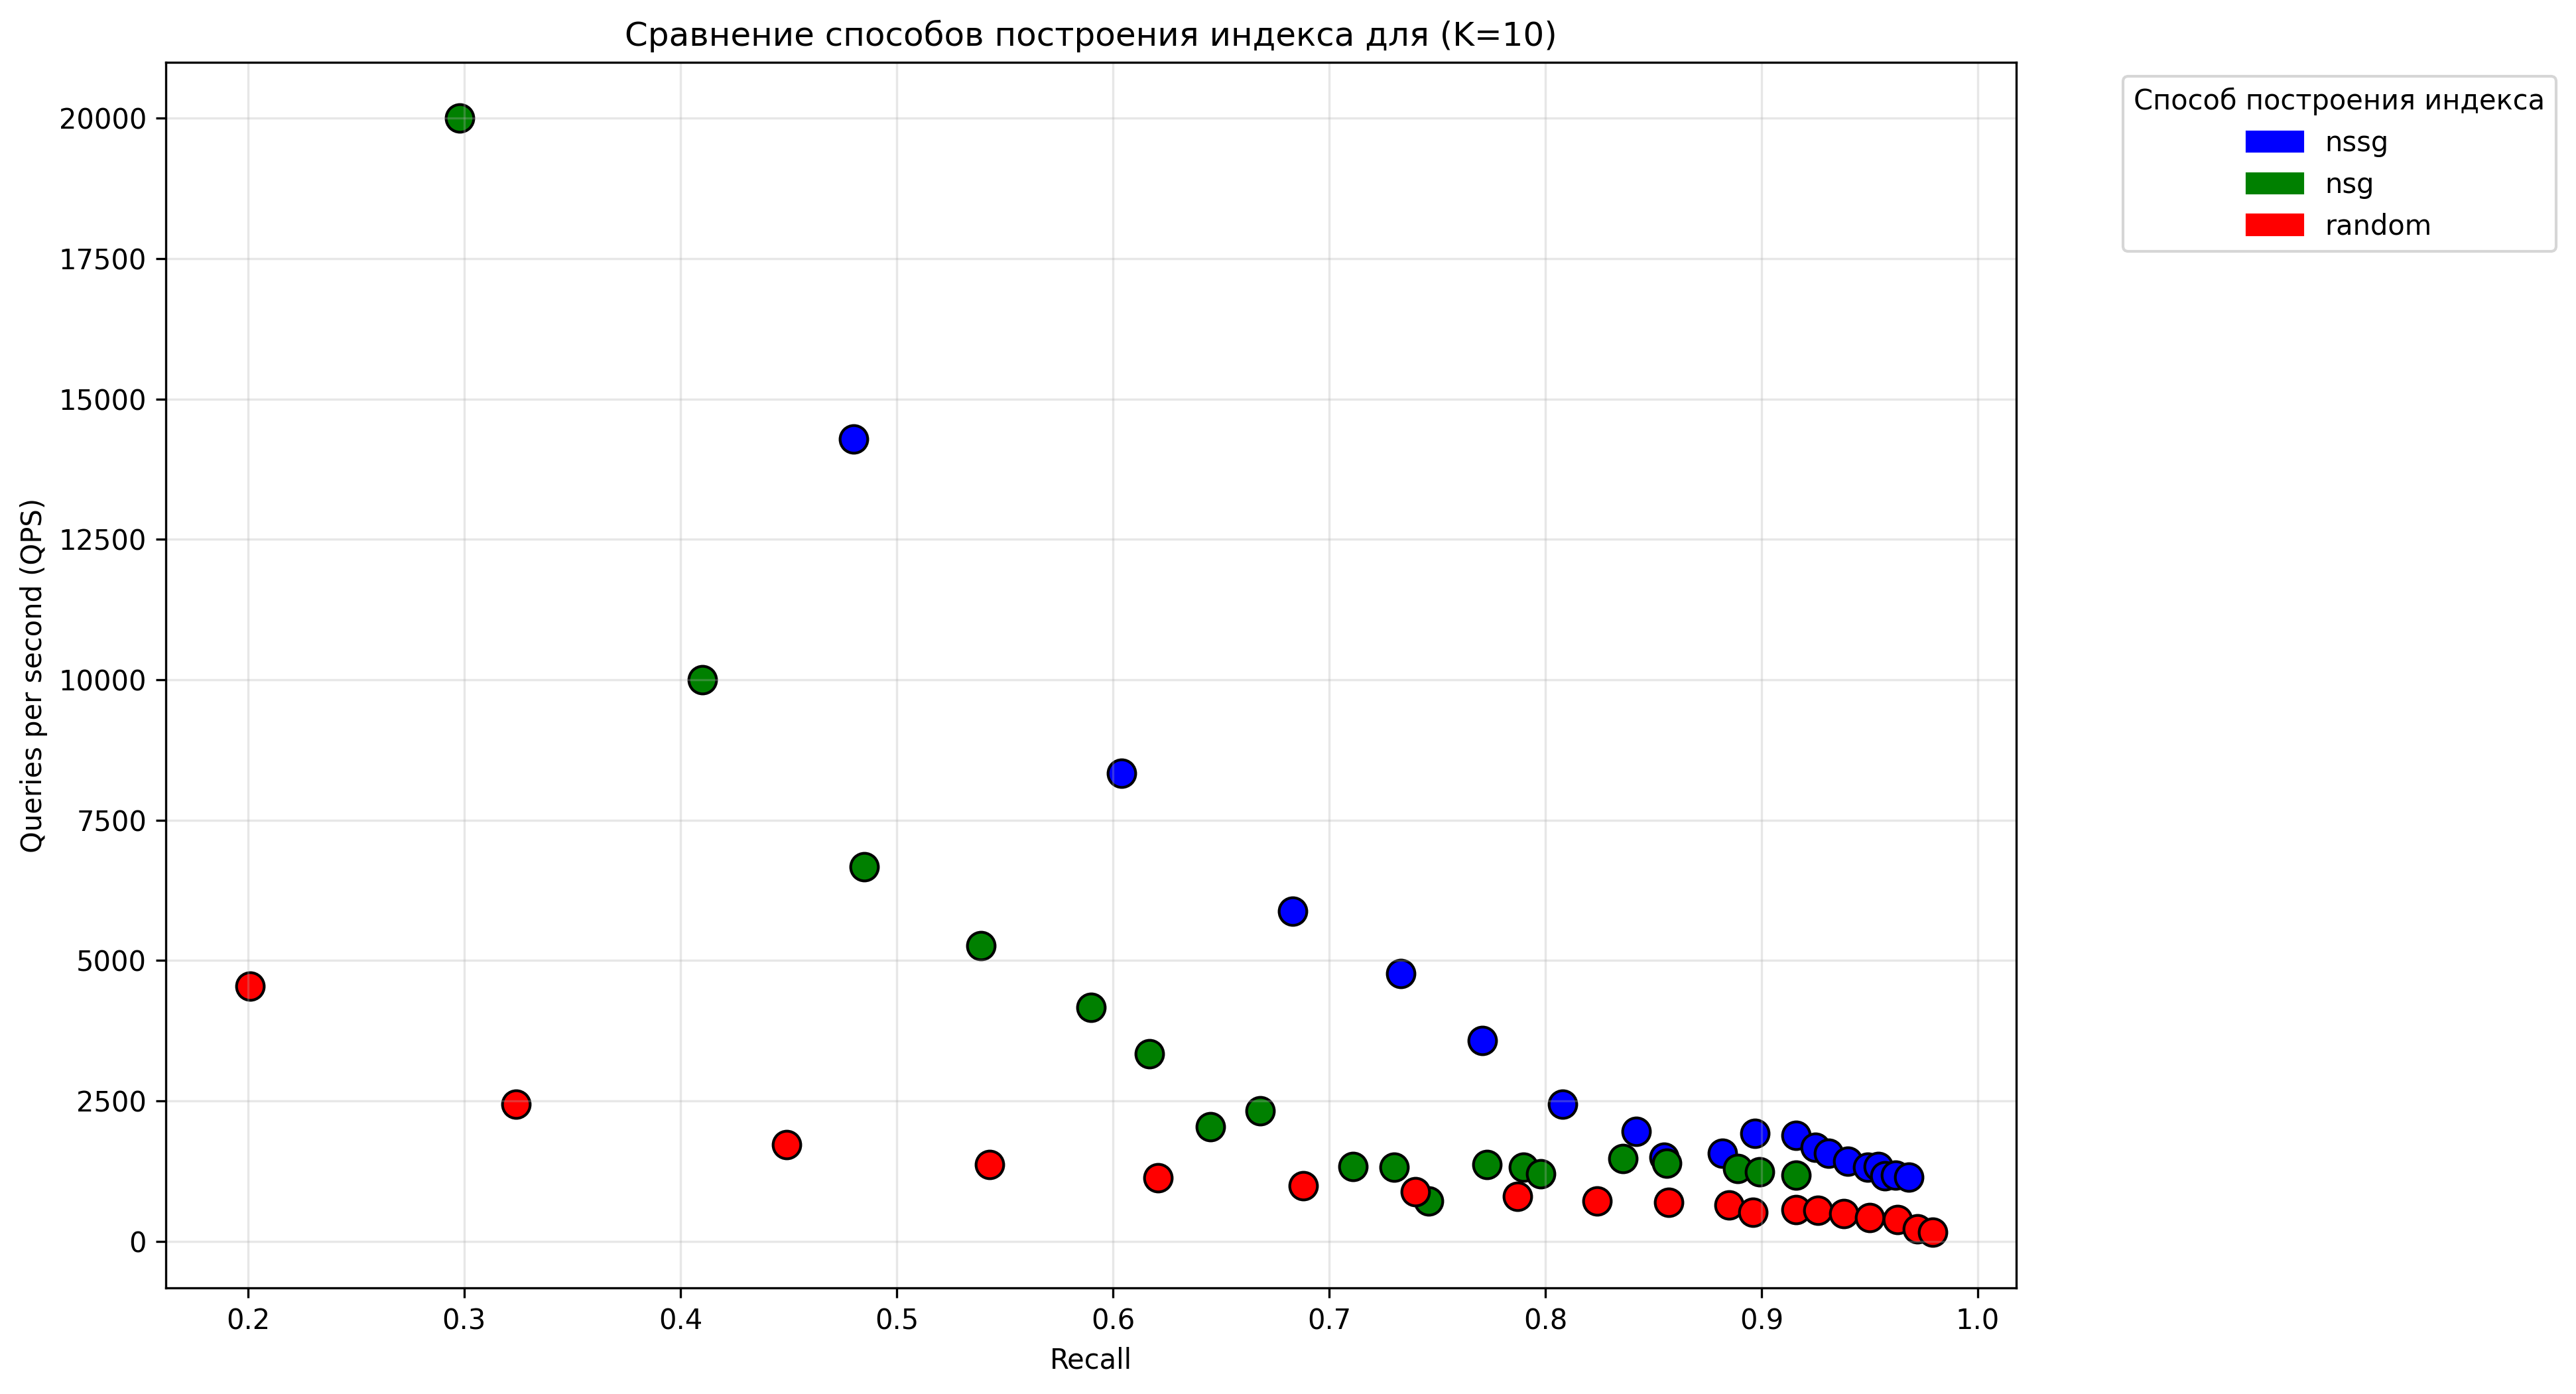 Сравнение способов построения индекса для (K=10)
Queries per second (QPS)
20000
17500
15000
12500
10000
7500
5000
2500
0
0.2 0.3 0.4 0.5 0.6 0.7 0.8 0.9 1.0
Recall
Способ построения индекса
nssg
nsg
random